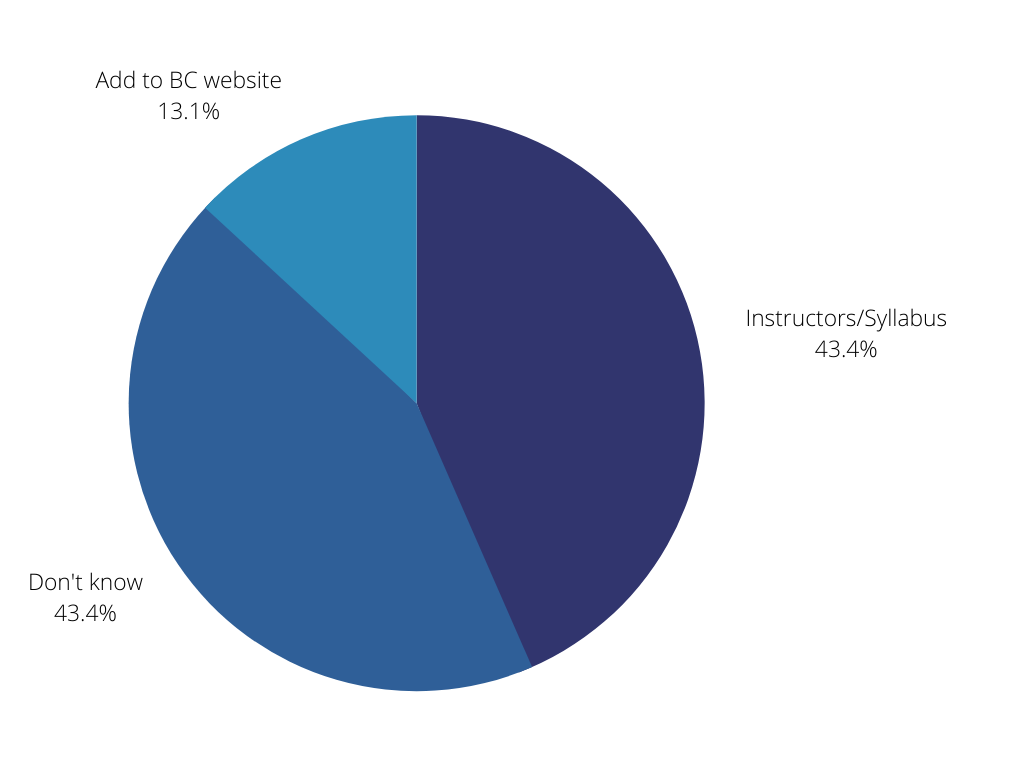 Add to BC website
13.1%
Instructors/Syllabus
43.4%
Don't know
43.4%